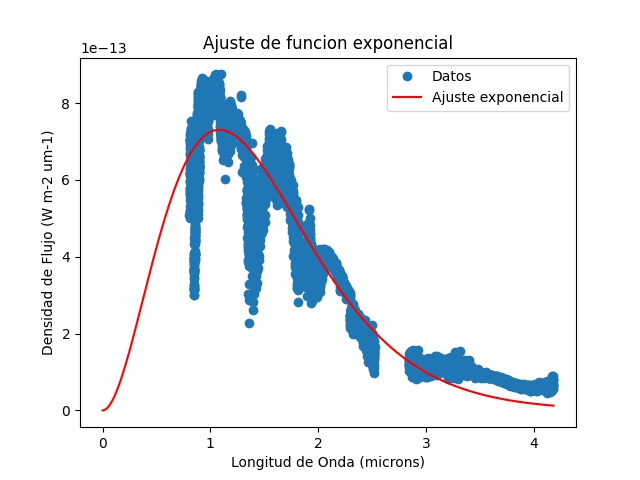 Ajuste de funcion exponencial
1e−13
Datos
Ajuste exponencial
8
6
4
2
0
Densidad de Flujo (W m-2 um-1)
0 1 2 3 4
Longitud de Onda (microns)